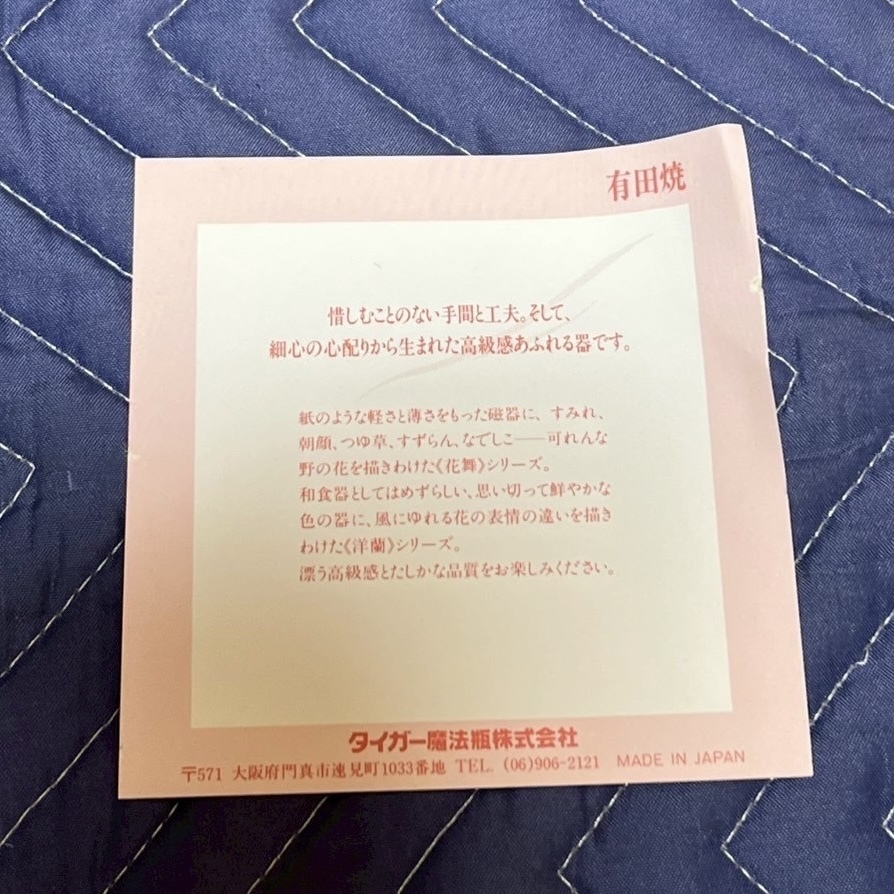 有田焼
惜しむことのない手間と工夫。そして、
細心の心配りから生まれた高級感あふれる器です。
紙のような軽さと薄さをもった磁器に、すみれ、
朝顔、つゆ草、すずらん、なでしこ──可れんな
野の花を描きわけた《花舞》シリーズ。
和食器としてはめずらしい、思い切って鮮やかな
色の器に、風にゆれる花の表情の違いを描き
わけた《洋蘭》シリーズ。
漂う高級感とたしかな品質をお楽しみください。
タイガー魔法瓶株式会社
〒571 大阪府門真市速見町1033番地 TEL. (06)906-2121 MADE IN JAPAN